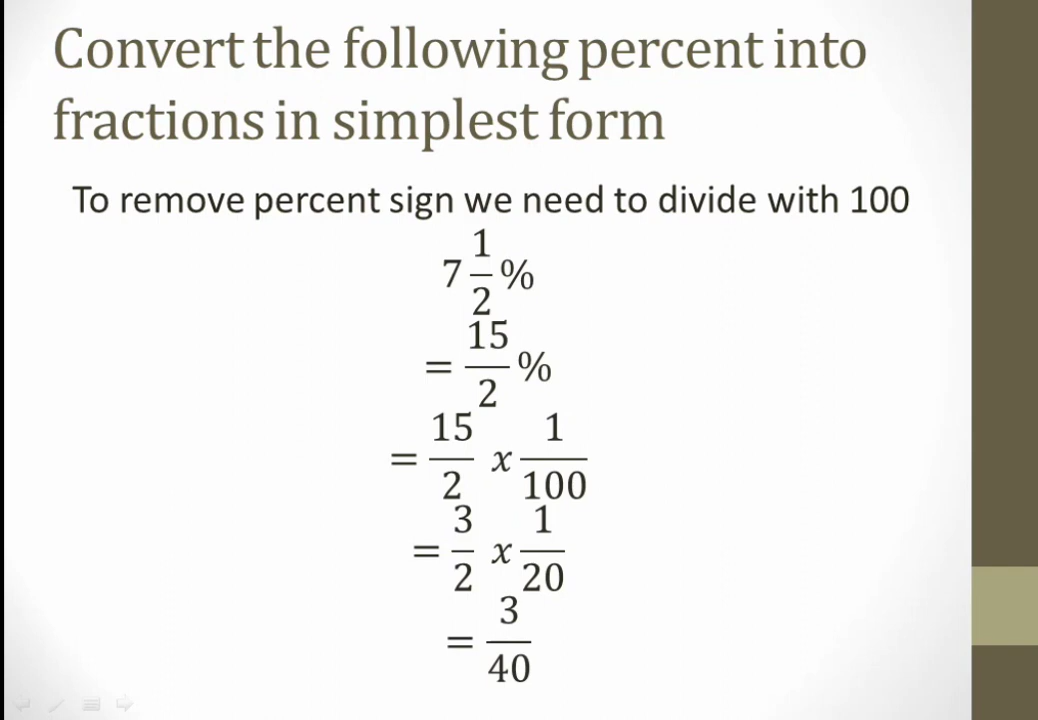 Convert the following percent into
fractions in simplest form
To remove percent sign we need to divide with 100
7 1/2 %
= 15/2 %
= 15/2 x 1/100
= 3/2 x 1/20
= 3/40